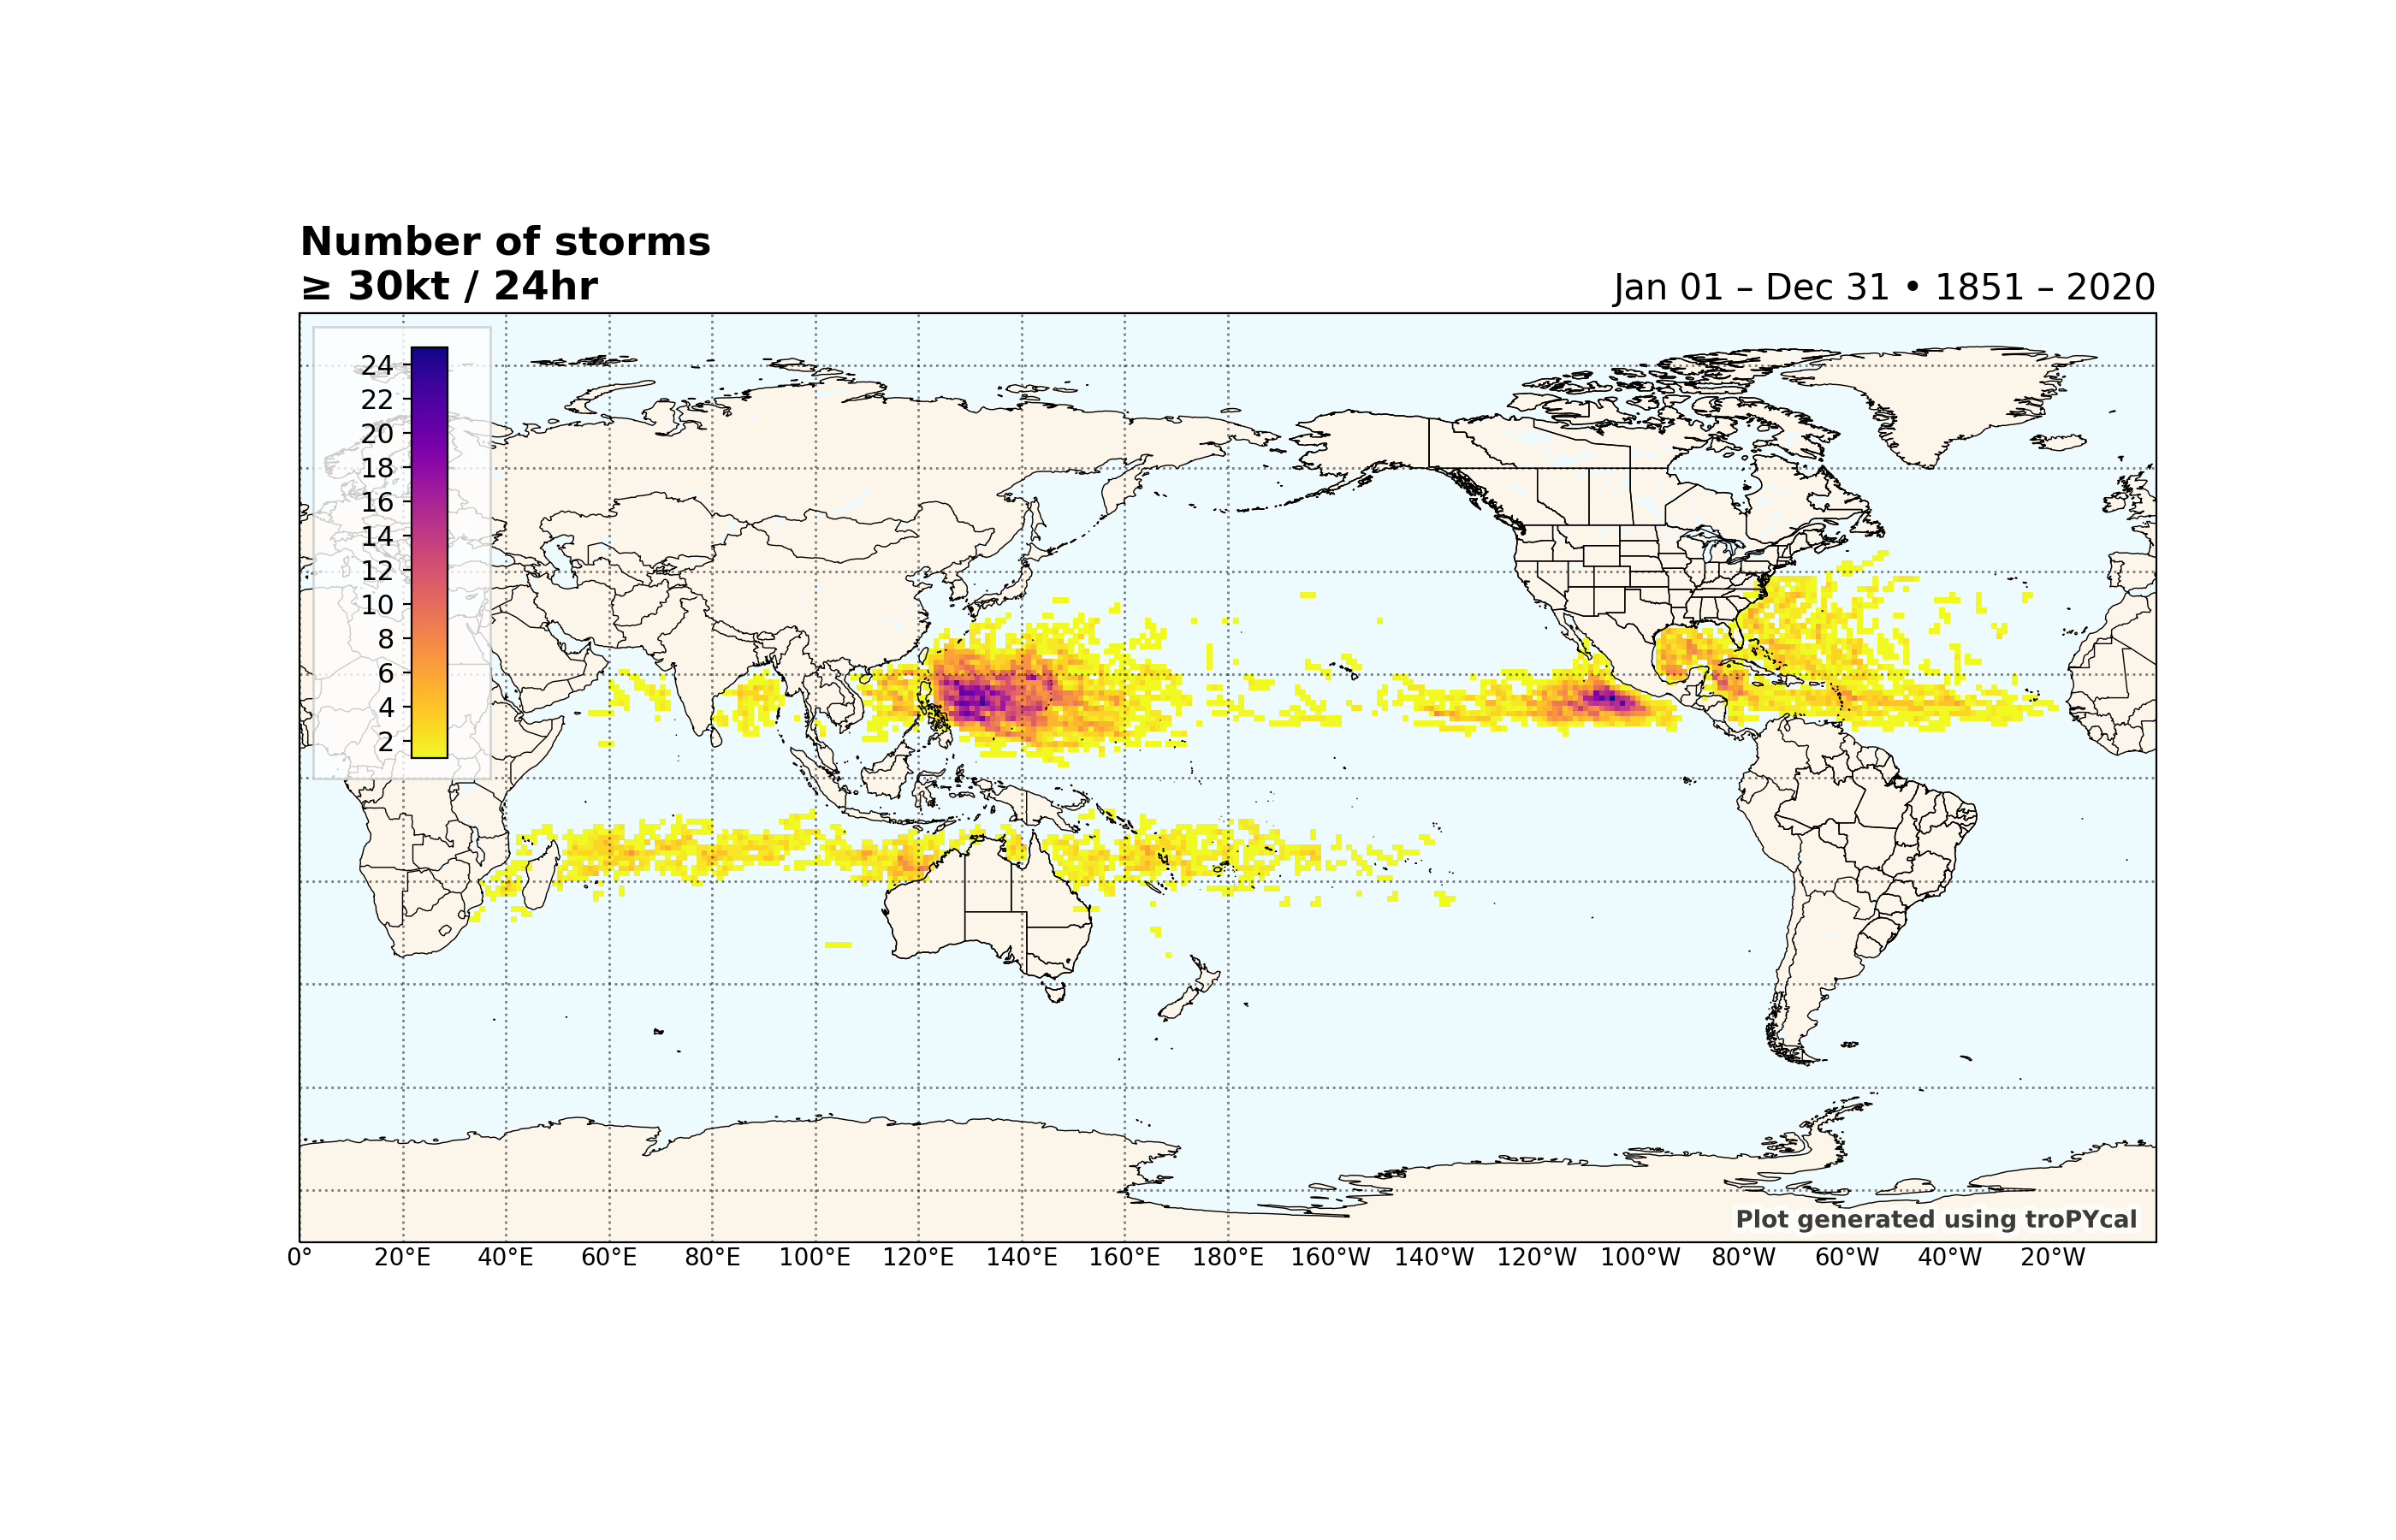 Number of storms
≥ 30kt / 24hr
Jan 01 – Dec 31 • 1851 – 2020
24
22
20
18
16
14
12
10
8
6
4
2
Plot generated using troPYcal
0° 20°E 40°E 60°E 80°E 100°E 120°E 140°E 160°E 180°E 160°W 140°W 120°W 100°W 80°W 60°W 40°W 20°W